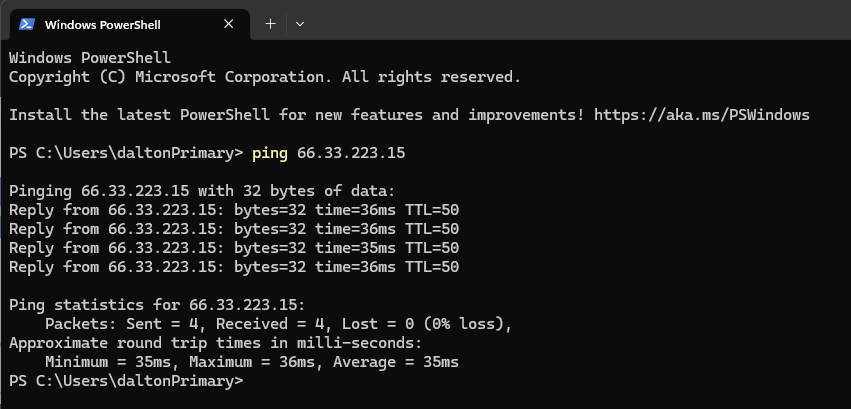 Windows PowerShell
Windows PowerShell
Copyright (C) Microsoft Corporation. All rights reserved.
Install the latest PowerShell for new features and improvements! https://aka.ms/PSWindows
PS C:\Users\daltonPrimary> ping 66.33.223.15
Pinging 66.33.223.15 with 32 bytes of data:
Reply from 66.33.223.15: bytes=32 time=36ms TTL=50
Reply from 66.33.223.15: bytes=32 time=36ms TTL=50
Reply from 66.33.223.15: bytes=32 time=35ms TTL=50
Reply from 66.33.223.15: bytes=32 time=36ms TTL=50
Ping statistics for 66.33.223.15:
    Packets: Sent = 4, Received = 4, Lost = 0 (0% loss),
Approximate round trip times in milli-seconds:
    Minimum = 35ms, Maximum = 36ms, Average = 35ms
PS C:\Users\daltonPrimary>